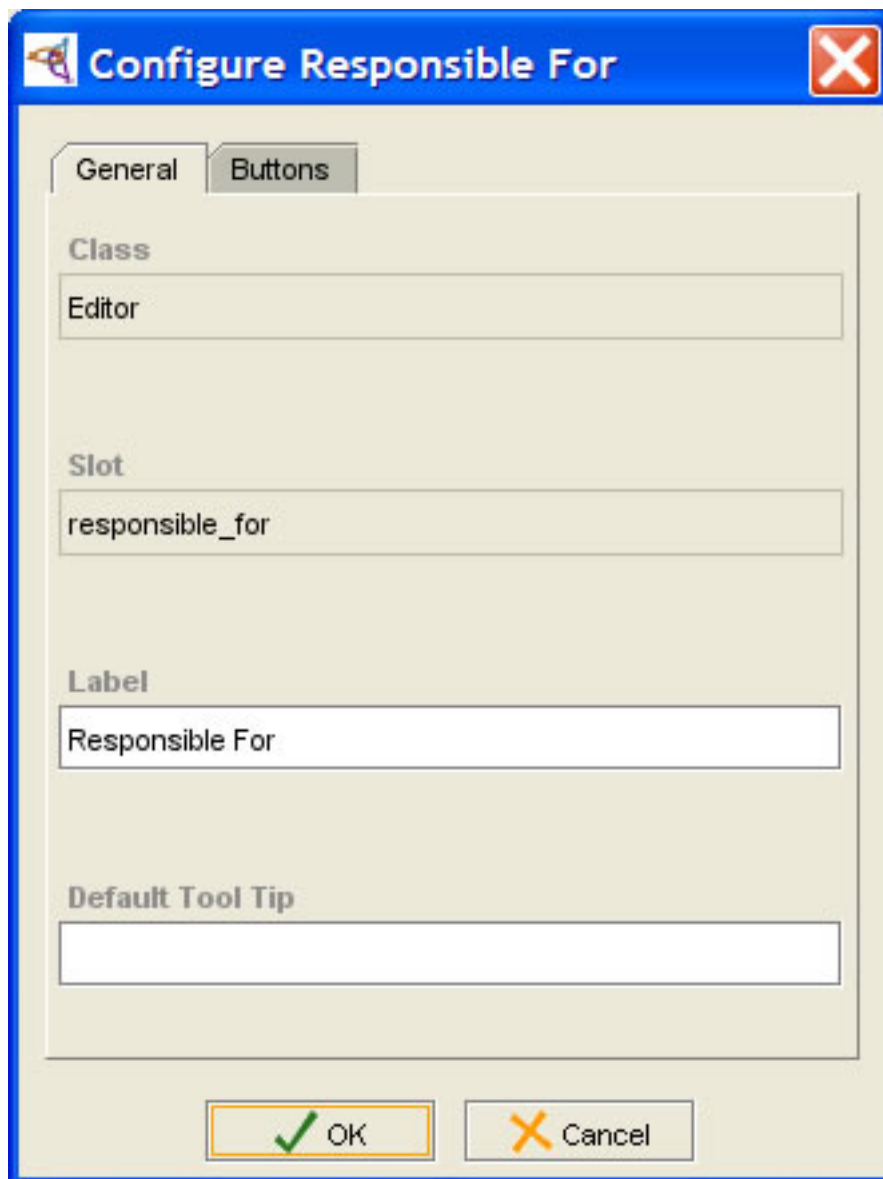 Configure Responsible For
General Buttons
Class
Editor
Slot
responsible_for
Label
Responsible For
Default Tool Tip
OK Cancel